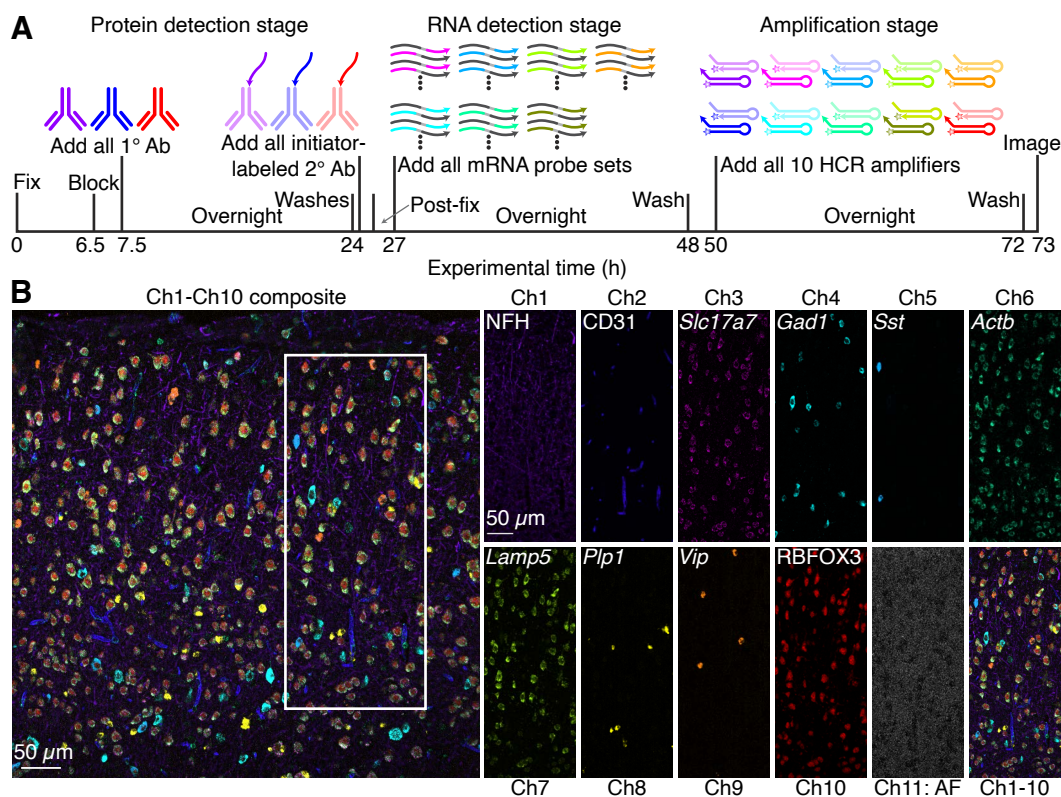 A
Protein detection stage
RNA detection stage
Amplification stage
Add all 1° Ab
Add all initiator-
labeled 2° Ab
Add all mRNA probe sets
Add all 10 HCR amplifiers
Image
Fix
Block
Overnight
Washes
Post-fix
Overnight
Wash
Overnight
Wash
0
6.5
7.5
24
27
48
50
72
73
Experimental time (h)
B
Ch1-Ch10 composite
Ch1
Ch2
Ch3
Ch4
Ch5
Ch6
NFH
CD31
Slc17a7
Gad1
Sst
Actb
50 µm
Lamp5
Plp1
Vip
RBFOX3
50 µm
Ch7
Ch8
Ch9
Ch10
Ch11: AF
Ch1-10